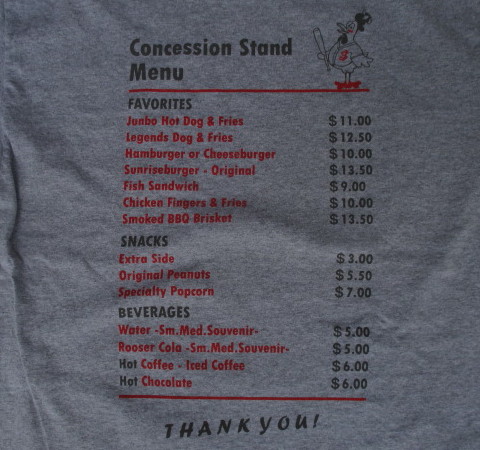 Concession Stand
Menu
FAVORITES
Junbo Hot Dog & Fries $11.00
Legends Dog & Fries $12.50
Hamburger or Cheeseburger $10.00
Sunriseburger - Original $13.50
Fish Sandwich $9.00
Chicken Fingers & Fries $10.00
Smoked BBQ Brisket $13.50
SNACKS
Extra Side $3.00
Original Peanuts $5.50
Specialty Popcorn $7.00
BEVERAGES
Water -Sm.Med.Souvenir- $5.00
Rooser Cola -Sm.Med.Souvenir- $5.00
Hot Coffee - Iced Coffee $6.00
Hot Chocolate $6.00
THANK YOU!